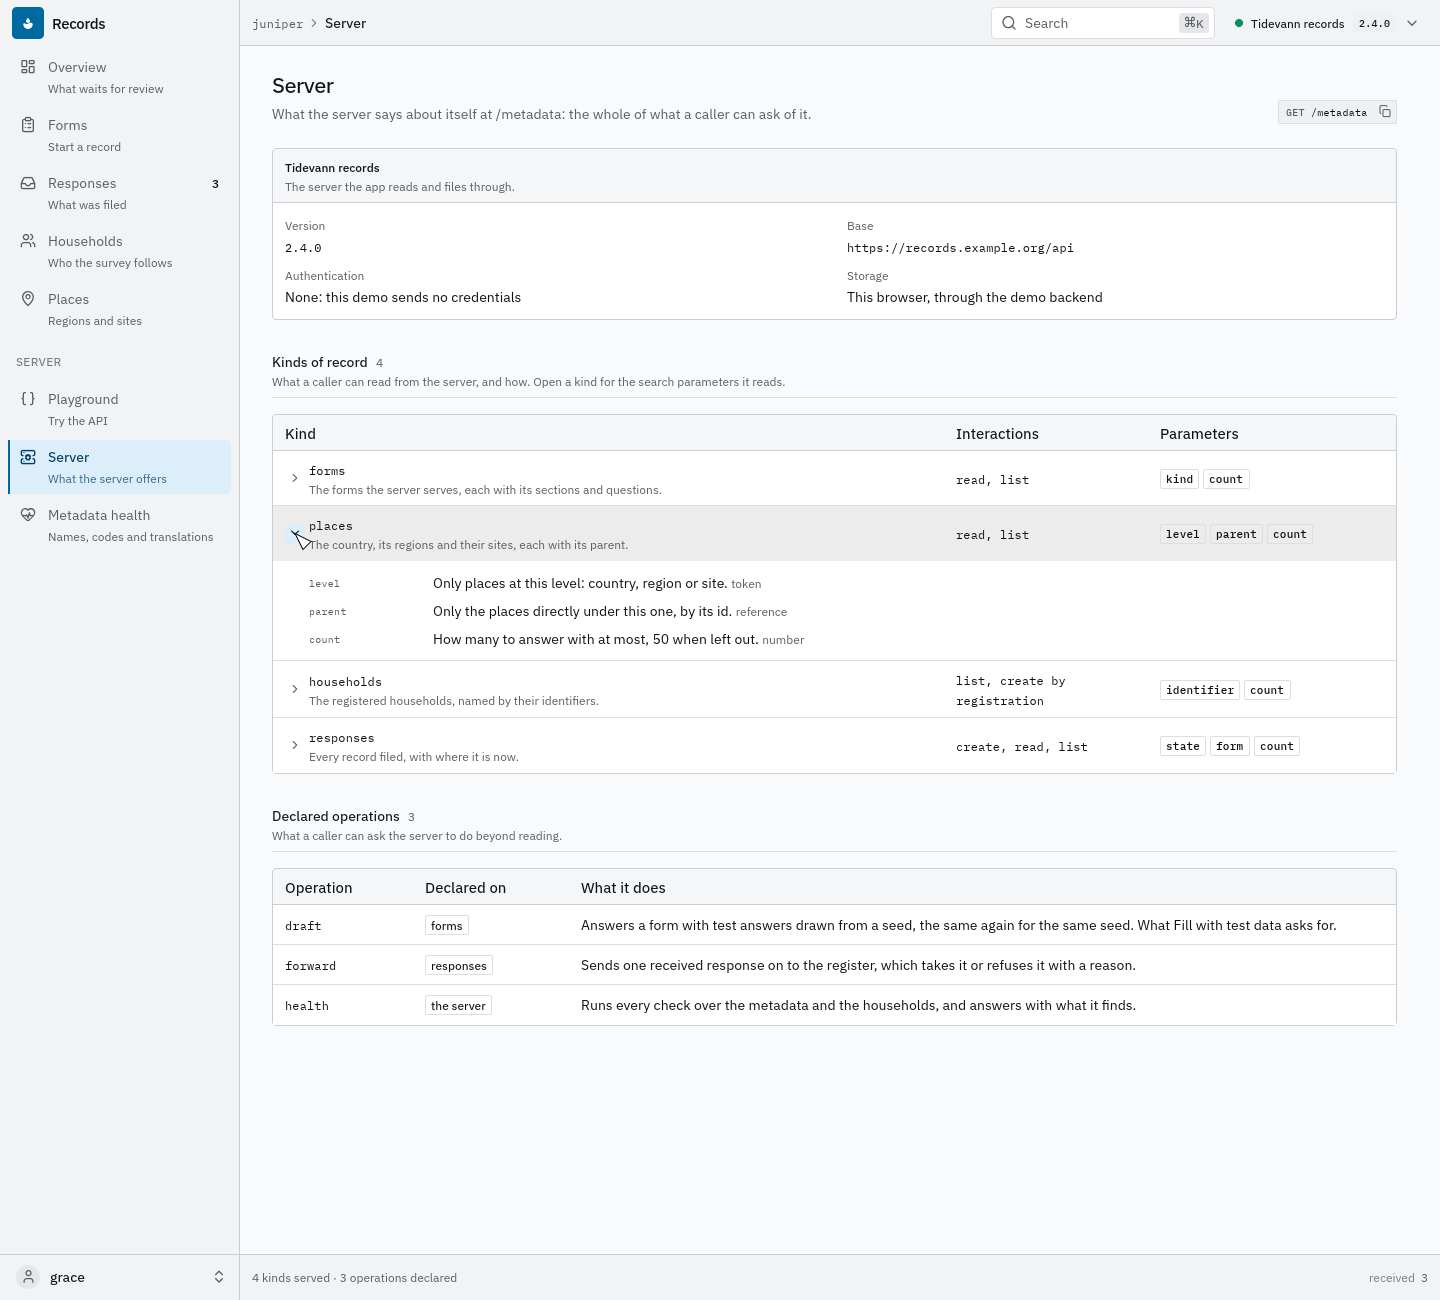 Records
juniper > Server
Search ⌘K
Tidevann records 2.4.0
Overview
What waits for review
Forms
Start a record
Responses 3
What was filed
Households
Who the survey follows
Places
Regions and sites
SERVER
Playground
Try the API
Server
What the server offers
Metadata health
Names, codes and translations
grace
Server
What the server says about itself at /metadata: the whole of what a caller can ask of it.
GET /metadata
Tidevann records
The server the app reads and files through.
Version
2.4.0
Base
https://records.example.org/api
Authentication
None: this demo sends no credentials
Storage
This browser, through the demo backend
Kinds of record 4
What a caller can read from the server, and how. Open a kind for the search parameters it reads.
Kind Interactions Parameters
forms
The forms the server serves, each with its sections and questions.
read, list
kind count
places
The country, its regions and their sites, each with its parent.
read, list
level parent count
level Only places at this level: country, region or site. token
parent Only the places directly under this one, by its id. reference
count How many to answer with at most, 50 when left out. number
households
The registered households, named by their identifiers.
list, create by
registration
identifier count
responses
Every record filed, with where it is now.
create, read, list
state form count
Declared operations 3
What a caller can ask the server to do beyond reading.
Operation Declared on What it does
draft forms Answers a form with test answers drawn from a seed, the same again for the same seed. What Fill with test data asks for.
forward responses Sends one received response on to the register, which takes it or refuses it with a reason.
health the server Runs every check over the metadata and the households, and answers with what it finds.
4 kinds served · 3 operations declared
received 3